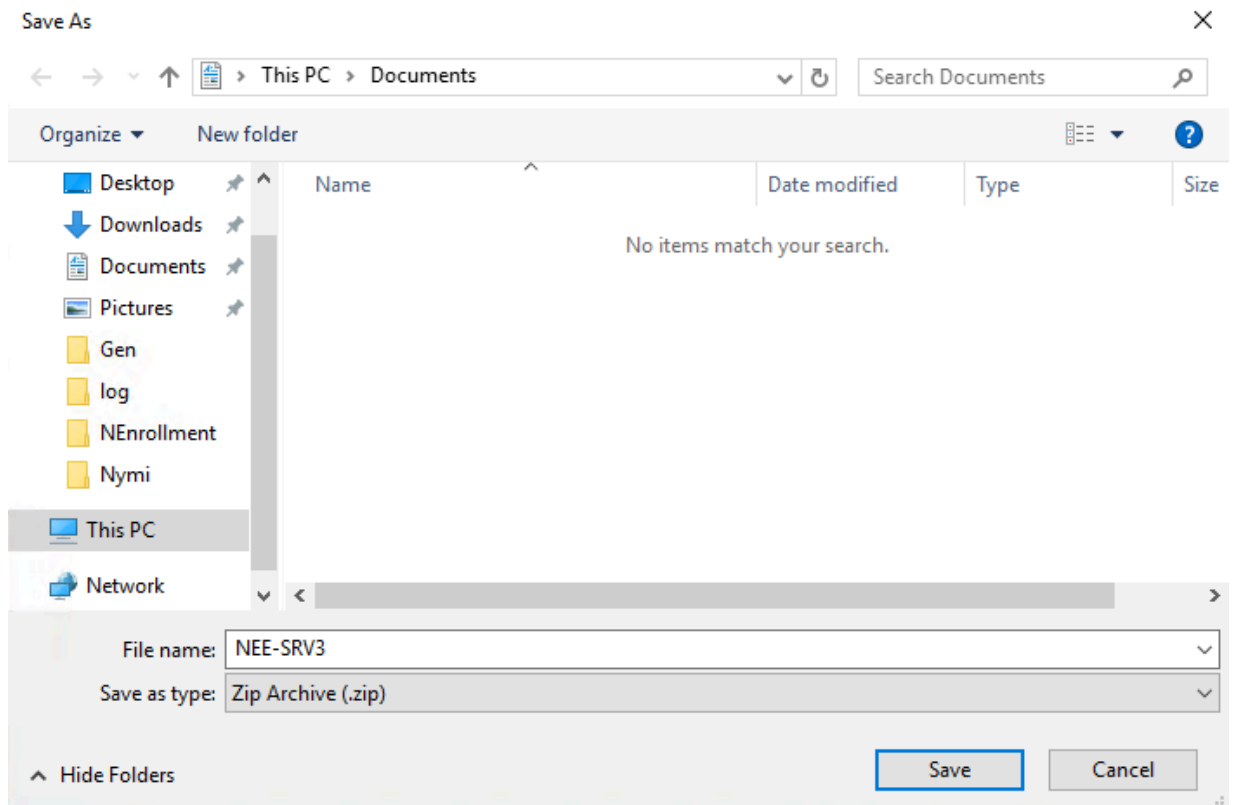 Save As
This PC > Documents
Search Documents
Organize
New folder
Name
Date modified
Type
Size
Desktop
No items match your search.
Downloads
Documents
Pictures
Gen
log
NEnrollment
Nymi
This PC
Network
File name: NEE-SRV3
Save as type: Zip Archive (.zip)
Hide Folders
Save
Cancel